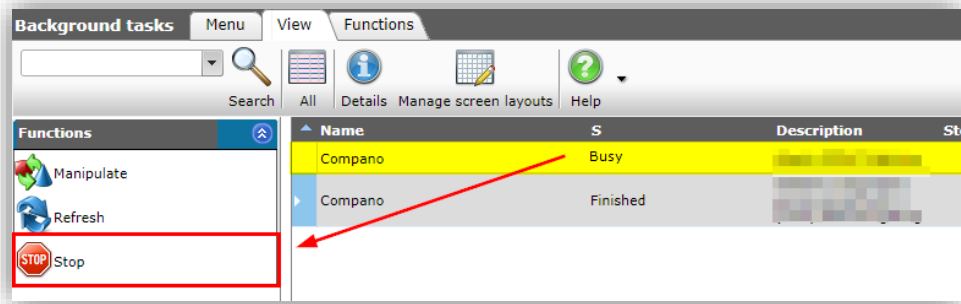 Background tasks Menu View Functions
Search All Details Manage screen layouts Help
Functions Name S Description
Compano Busy
Manipulate
Compano Finished
Refresh
STOP Stop